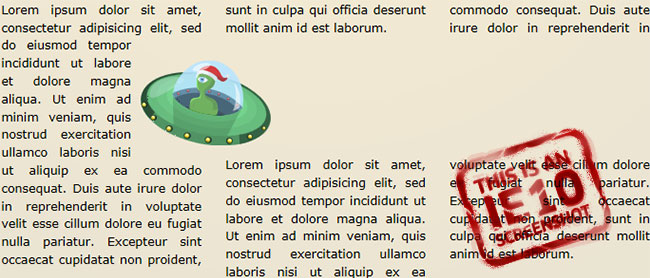 Lorem ipsum dolor sit amet,
consectetur adipisicing elit, sed
do eiusmod tempor
incididunt ut labore
et dolore magna
aliqua. Ut enim ad
minim veniam, quis
nostrud exercitation
ullamco laboris nisi
ut aliquip ex ea commodo
consequat. Duis aute irure dolor
in reprehenderit in voluptate
velit esse cillum dolore eu fugiat
nulla pariatur. Excepteur sint
occaecat cupidatat non proident,
sunt in culpa qui officia deserunt
mollit anim id est laborum.
Lorem ipsum dolor sit amet,
consectetur adipisicing elit, sed
do eiusmod tempor incididunt ut
labore et dolore magna aliqua.
Ut enim ad minim veniam, quis
nostrud exercitation ullamco
laboris nisi ut aliquip ex ea
commodo consequat. Duis aute
irure dolor in reprehenderit in
voluptate velit esse cillum dolore
eu fugiat nulla pariatur.
Excepteur sint occaecat
cupidatat non proident, sunt in
culpa qui officia deserunt mollit
anim id est laborum.
THIS IS AN
IE 10
SCREENSHOT